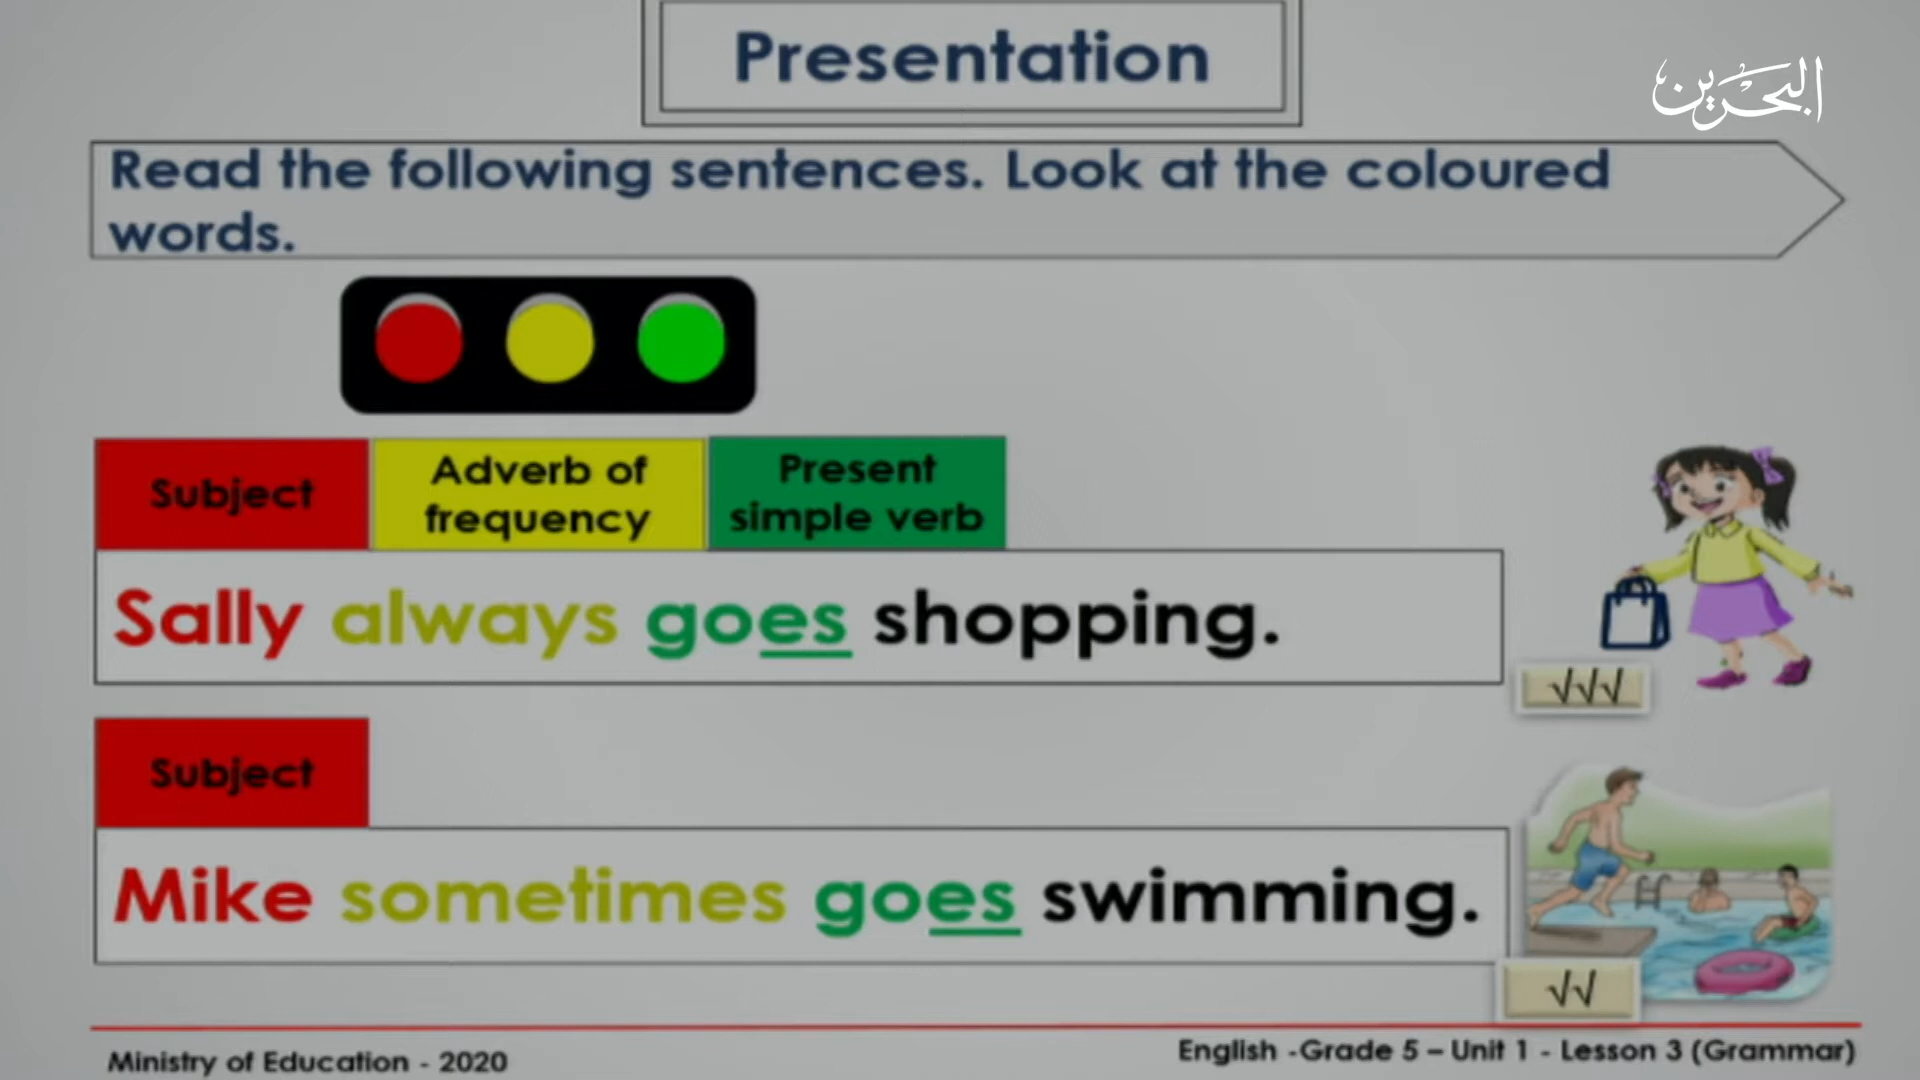 Presentation
البحرين
Read the following sentences. Look at the coloured
words.
Subject
Adverb of
frequency
Present
simple verb
Sally always goes shopping.
√√√
Subject
Mike sometimes goes swimming.
√√
Ministry of Education - 2020
English -Grade 5 – Unit 1 - Lesson 3 (Grammar)